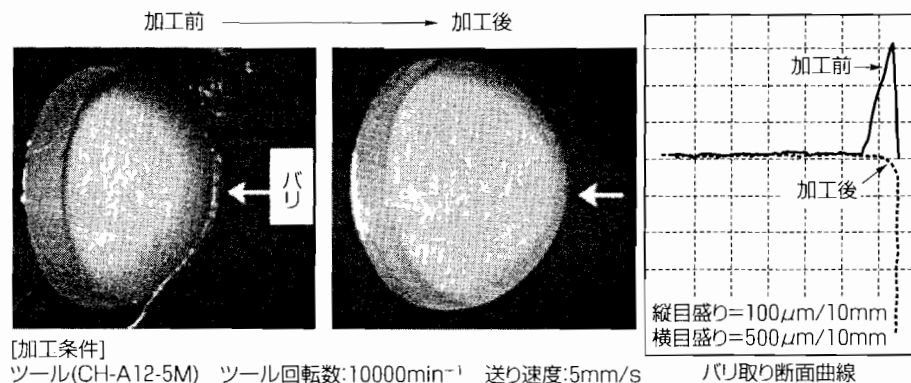 加工前
加工後
バリ
加工前
加工後
縦目盛り=100μm/10mm
横目盛り=500μm/10mm
[加工条件]
ツール(CH-A12-5M) ツール回転数:10000min⁻¹ 送り速度:5mm/s
バリ取り断面曲線